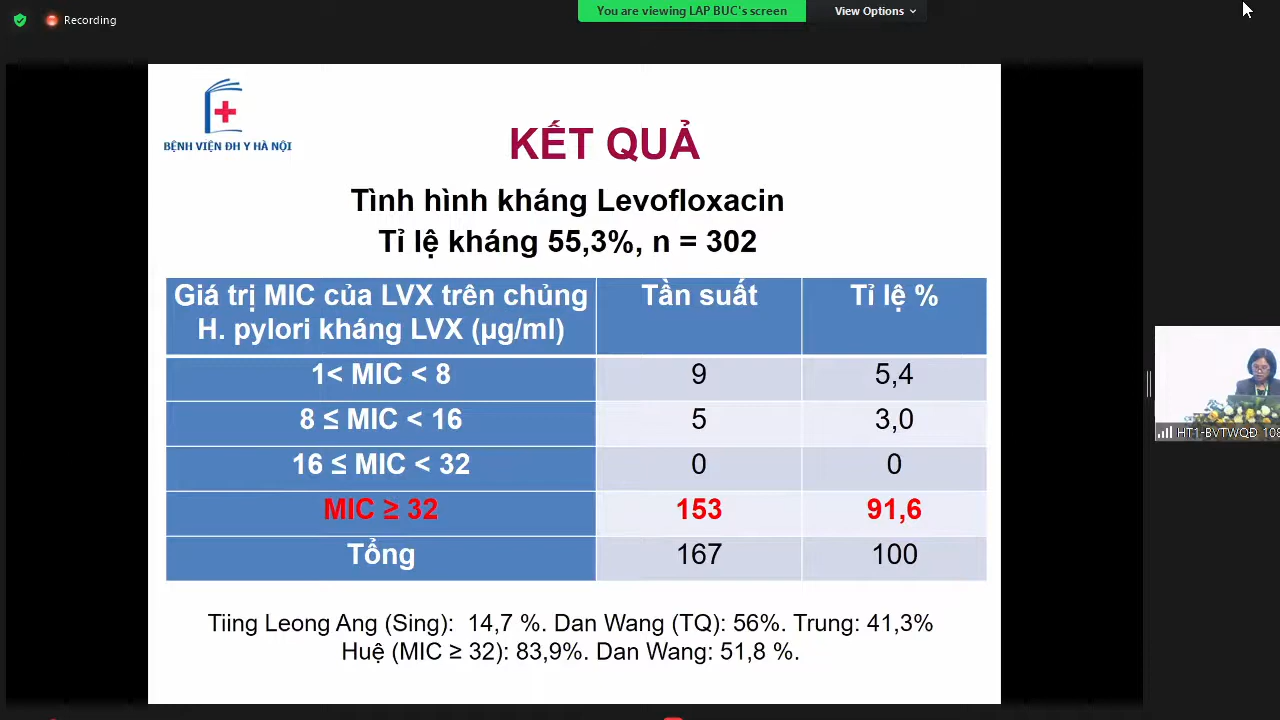 Recording
You are viewing LAP BUC's screen
View Options
BỆNH VIỆN ĐH Y HÀ NỘI
KẾT QUẢ
Tình hình kháng Levofloxacin
Tỉ lệ kháng 55,3%, n = 302
Giá trị MIC của LVX trên chủng H. pylori kháng LVX (µg/ml) Tần suất Tỉ lệ %
1< MIC < 8 9 5,4
8 ≤ MIC < 16 5 3,0
16 ≤ MIC < 32 0 0
MIC ≥ 32 153 91,6
Tổng 167 100
Tiing Leong Ang (Sing): 14,7 %. Dan Wang (TQ): 56%. Trung: 41,3%
Huệ (MIC ≥ 32): 83,9%. Dan Wang: 51,8 %.
HT1-BVTWQĐ 108